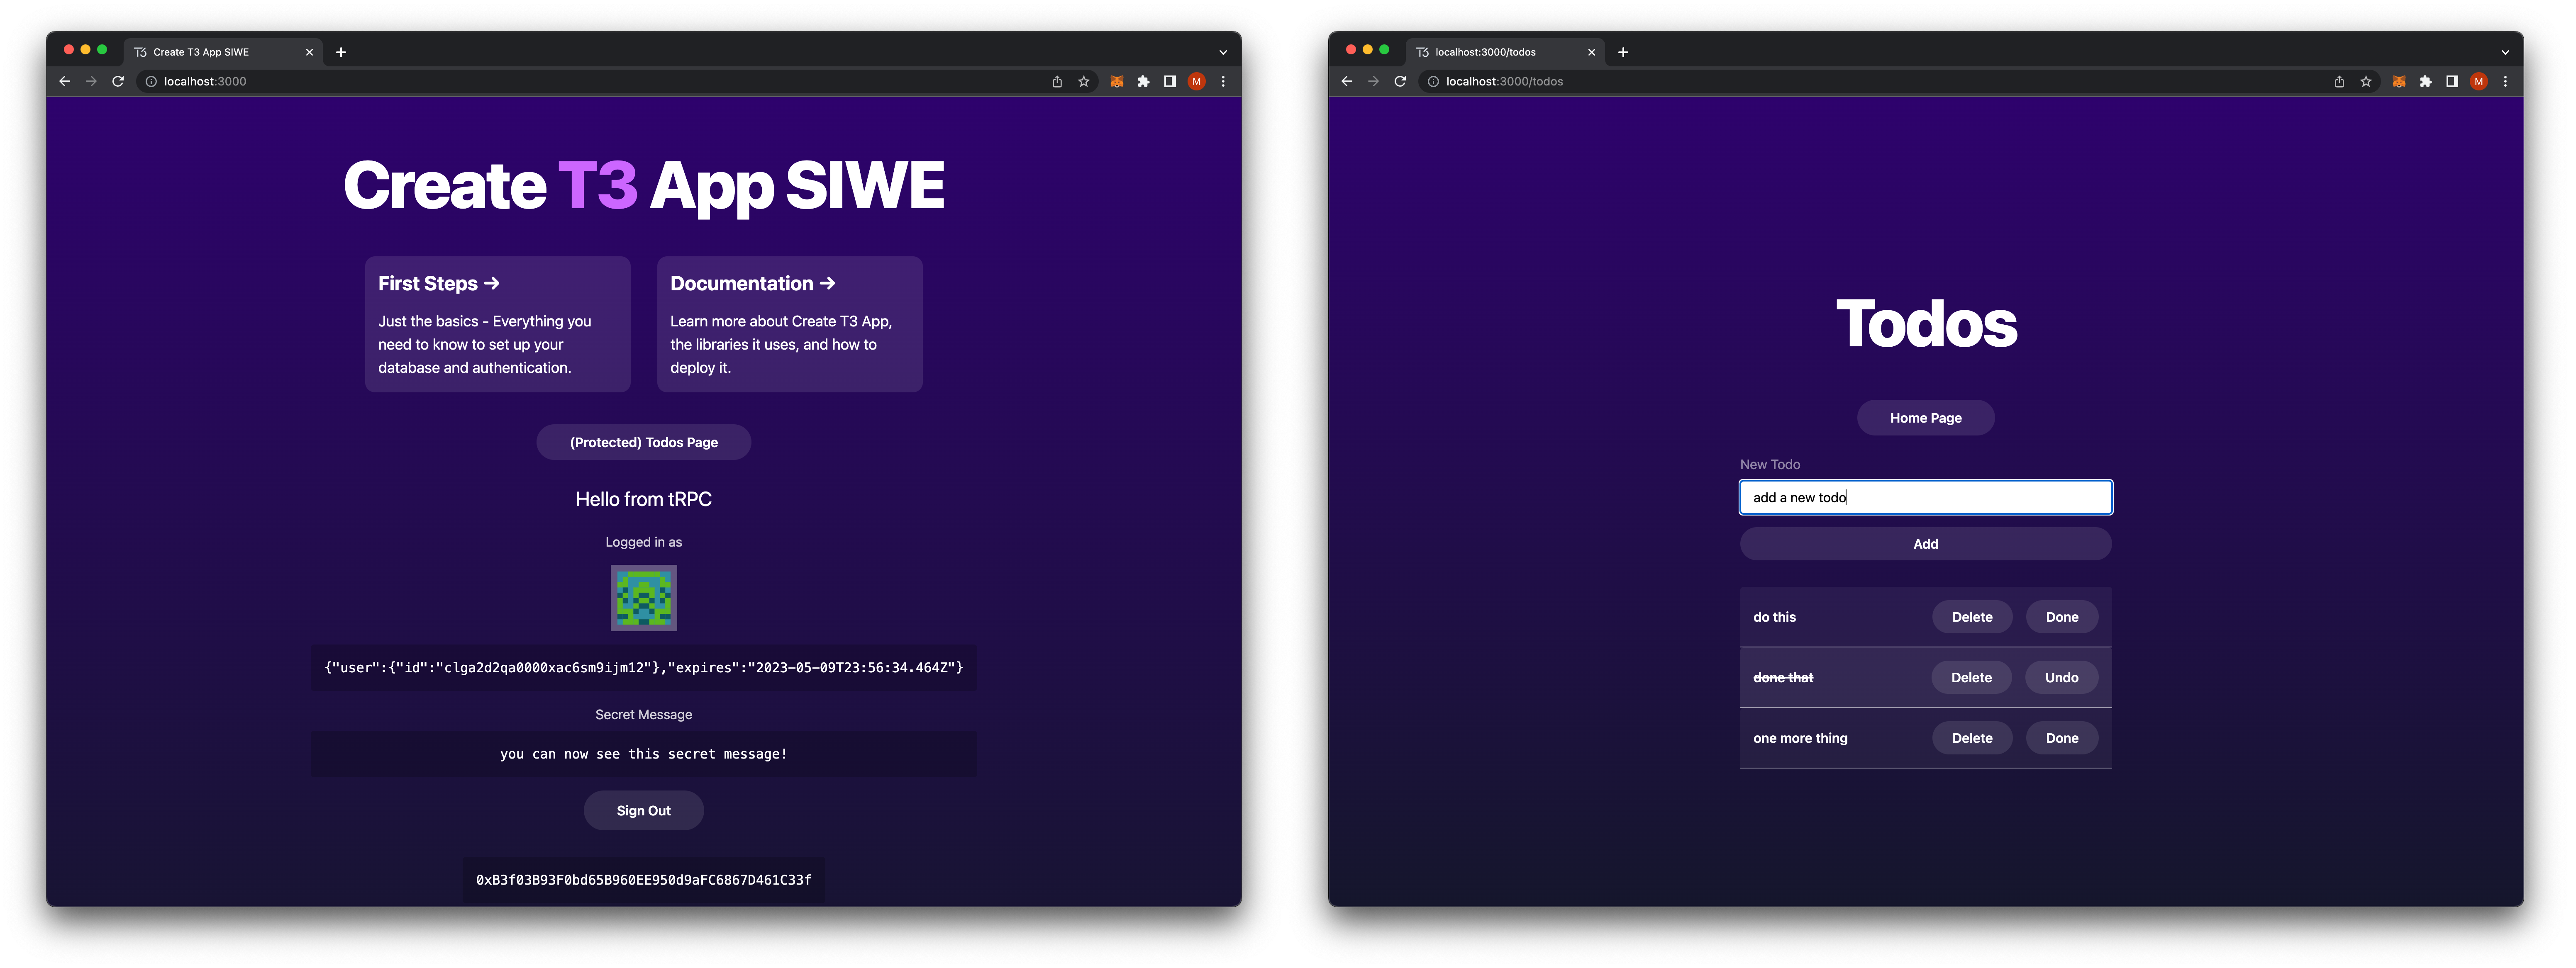 Create T3 App SIWE
localhost:3000
M
Create T3 App SIWE
First Steps →
Just the basics - Everything you
need to know to set up your
database and authentication.
Documentation →
Learn more about Create T3 App,
the libraries it uses, and how to
deploy it.
(Protected) Todos Page
Hello from tRPC
Logged in as
{"user":{"id":"clga2d2qa0000xac6sm9ijm12"},"expires":"2023-05-09T23:56:34.464Z"}
Secret Message
you can now see this secret message!
Sign Out
0xB3f03B93F0bd65B960EE950d9aFC6867D461C33f
T3 localhost:3000/todos
localhost:3000/todos
M
Todos
Home Page
New Todo
add a new todo
Add
do this Delete Done
done that Delete Undo
one more thing Delete Done